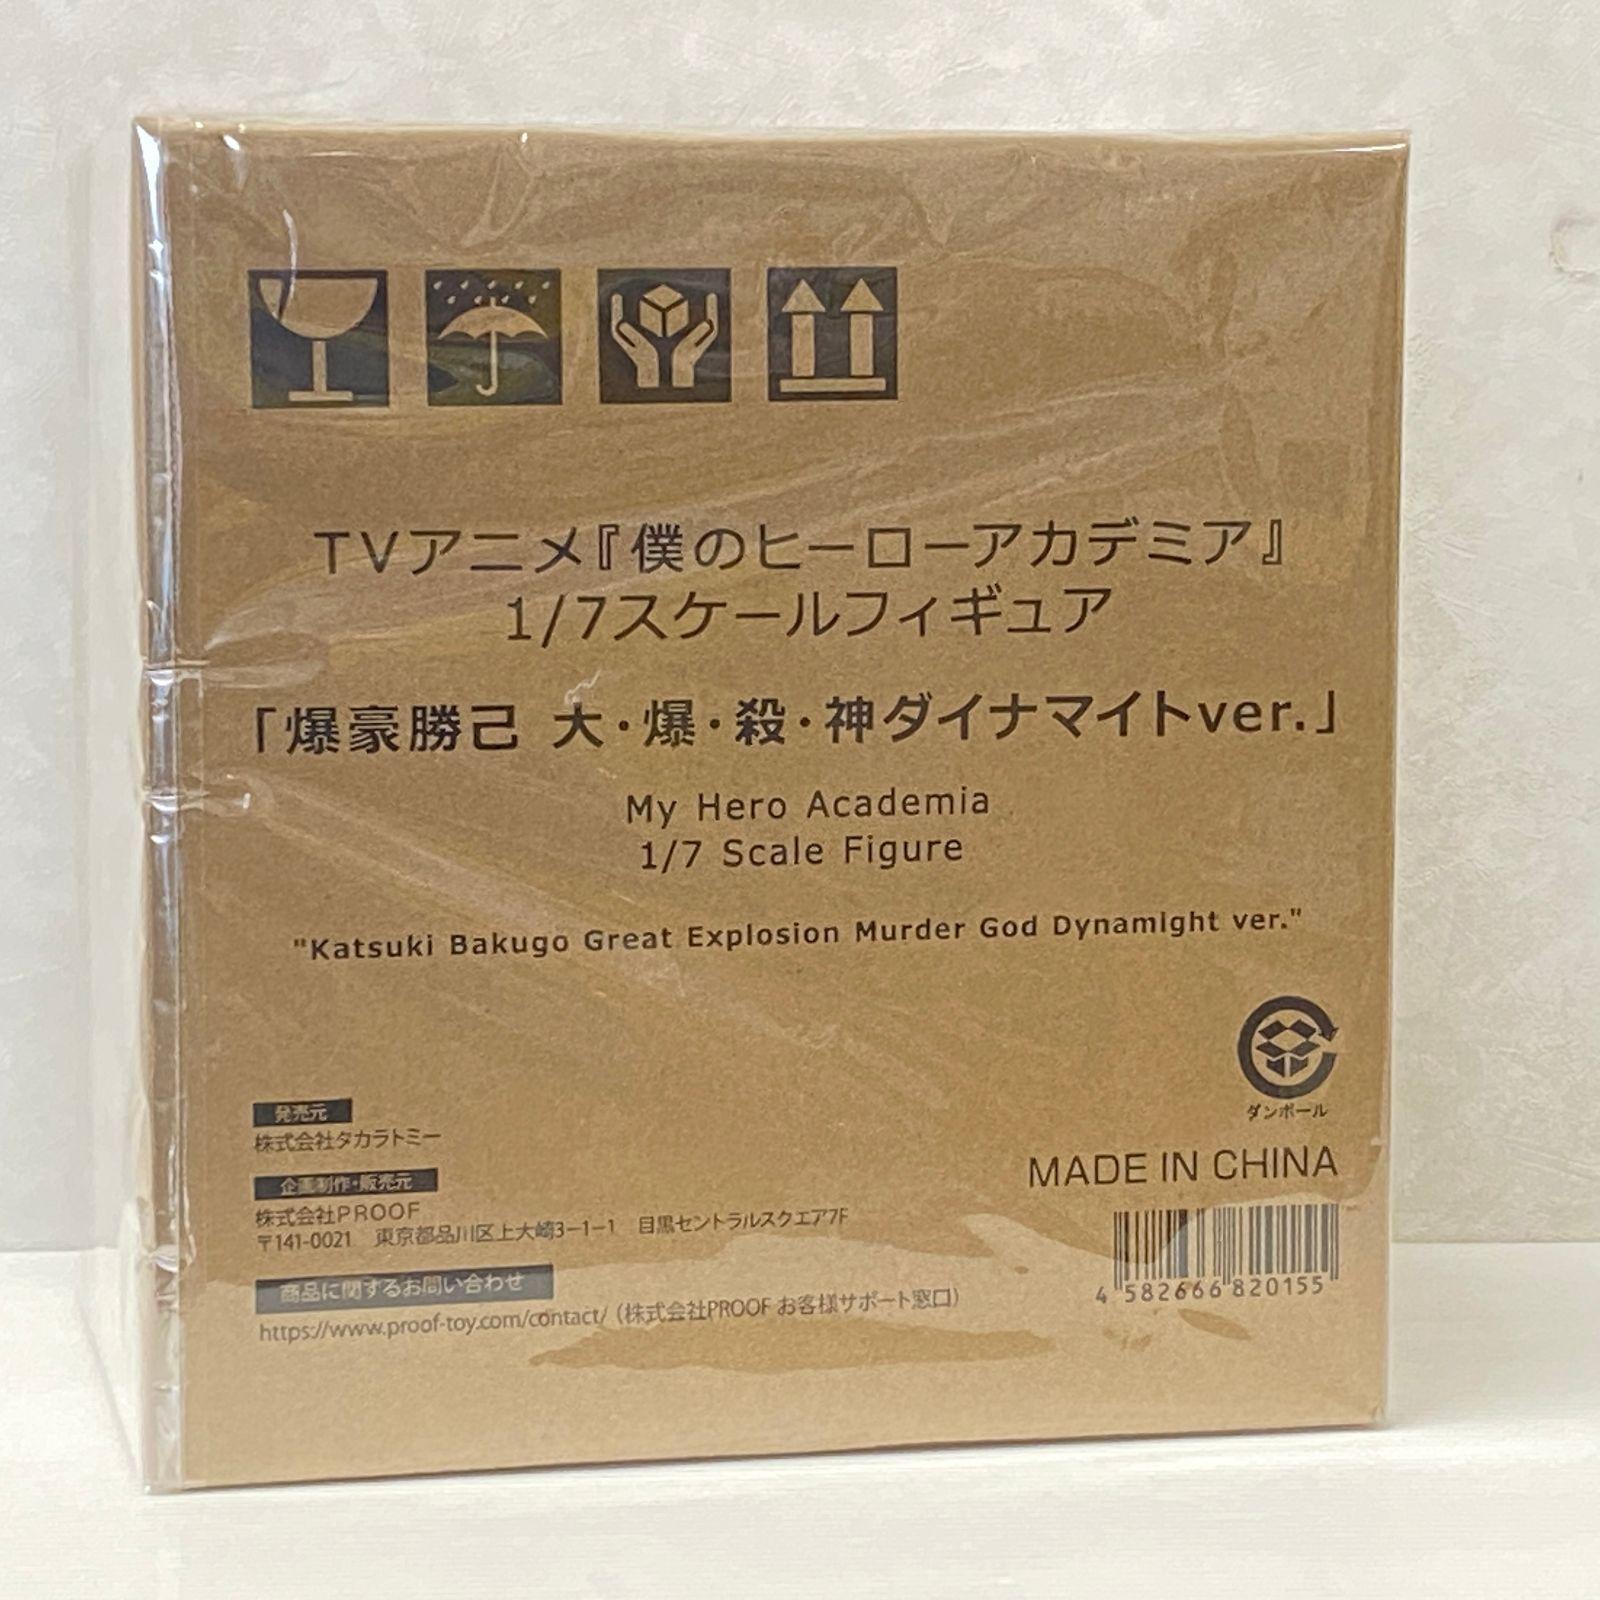 TVアニメ『僕のヒーローアカデミア』
1/7スケールフィギュア
「爆豪勝己 大・爆・殺・神ダイナマイトver.」
My Hero Academia
1/7 Scale Figure
"Katsuki Bakugo Great Explosion Murder God Dynamight ver."
ダンボール
発売元
株式会社タカラトミー
企画制作・販売元
株式会社PROOF
〒141-0021 東京都品川区上大崎3-1-1 目黒セントラルスクエア7F
商品に関するお問い合わせ
https://www.proof-toy.com/contact/（株式会社PROOF お客様サポート窓口）
MADE IN CHINA
4 582666 820155